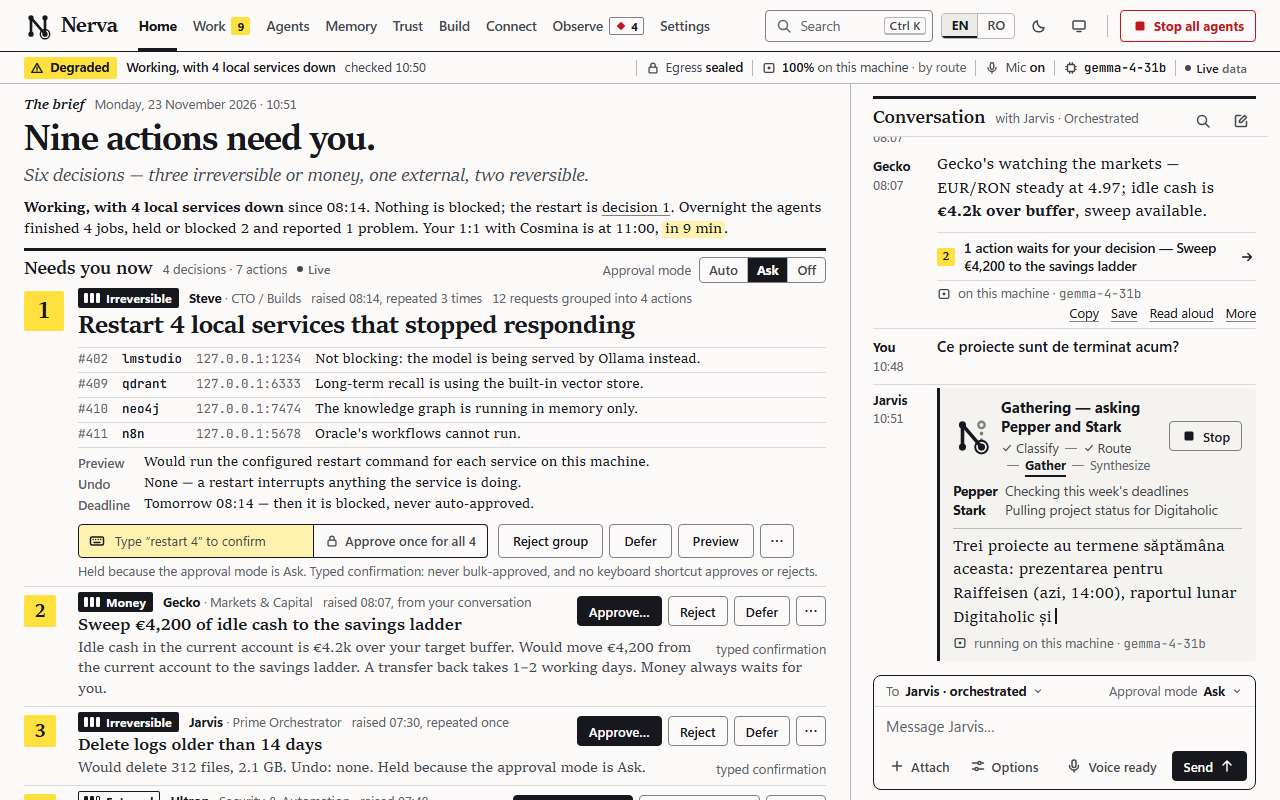 Nerva Home Work 9 Agents Memory Trust Build Connect Observe 4 Settings Search Ctrl K EN RO Stop all agents
Degraded Working, with 4 local services down checked 10:50 Egress sealed 100% on this machine · by route Mic on gemma-4-31b Live data
The brief Monday, 23 November 2026 · 10:51
Nine actions need you.
Six decisions — three irreversible or money, one external, two reversible.
Working, with 4 local services down since 08:14. Nothing is blocked; the restart is decision 1. Overnight the agents
finished 4 jobs, held or blocked 2 and reported 1 problem. Your 1:1 with Cosmina is at 11:00, in 9 min.
Needs you now 4 decisions · 7 actions Live Approval mode Auto Ask Off
1 Irreversible Steve · CTO / Builds raised 08:14, repeated 3 times 12 requests grouped into 4 actions
Restart 4 local services that stopped responding
#402 lmstudio 127.0.0.1:1234 Not blocking: the model is being served by Ollama instead.
#409 qdrant 127.0.0.1:6333 Long-term recall is using the built-in vector store.
#410 neo4j 127.0.0.1:7474 The knowledge graph is running in memory only.
#411 n8n 127.0.0.1:5678 Oracle's workflows cannot run.
Preview Would run the configured restart command for each service on this machine.
Undo None — a restart interrupts anything the service is doing.
Deadline Tomorrow 08:14 — then it is blocked, never auto-approved.
Type “restart 4” to confirm Approve once for all 4 Reject group Defer Preview ···
Held because the approval mode is Ask. Typed confirmation: never bulk-approved, and no keyboard shortcut approves or rejects.
2 Money Gecko · Markets & Capital raised 08:07, from your conversation Approve... Reject Defer ···
Sweep €4,200 of idle cash to the savings ladder
Idle cash in the current account is €4.2k over your target buffer. Would move €4,200 from typed confirmation
the current account to the savings ladder. A transfer back takes 1–2 working days. Money always waits for
you.
3 Irreversible Jarvis · Prime Orchestrator raised 07:30, repeated once Approve... Reject Defer ···
Delete logs older than 14 days
Would delete 312 files, 2.1 GB. Undo: none. Held because the approval mode is Ask. typed confirmation
Conversation with Jarvis · Orchestrated
08:07
Gecko Gecko's watching the markets —
08:07 EUR/RON steady at 4.97; idle cash is
€4.2k over buffer, sweep available.
2 1 action waits for your decision — Sweep
€4,200 to the savings ladder
on this machine · gemma-4-31b
Copy Save Read aloud More
You Ce proiecte sunt de terminat acum?
10:48
Jarvis Gathering — asking
10:51 Pepper and Stark Stop
Classify — Route
— Gather — Synthesize
Pepper Checking this week's deadlines
Stark Pulling project status for Digitaholic
Trei proiecte au termene săptămâna
aceasta: prezentarea pentru
Raiffeisen (azi, 14:00), raportul lunar
Digitaholic și
running on this machine · gemma-4-31b
To Jarvis · orchestrated Approval mode Ask
Message Jarvis...
Attach Options Voice ready Send